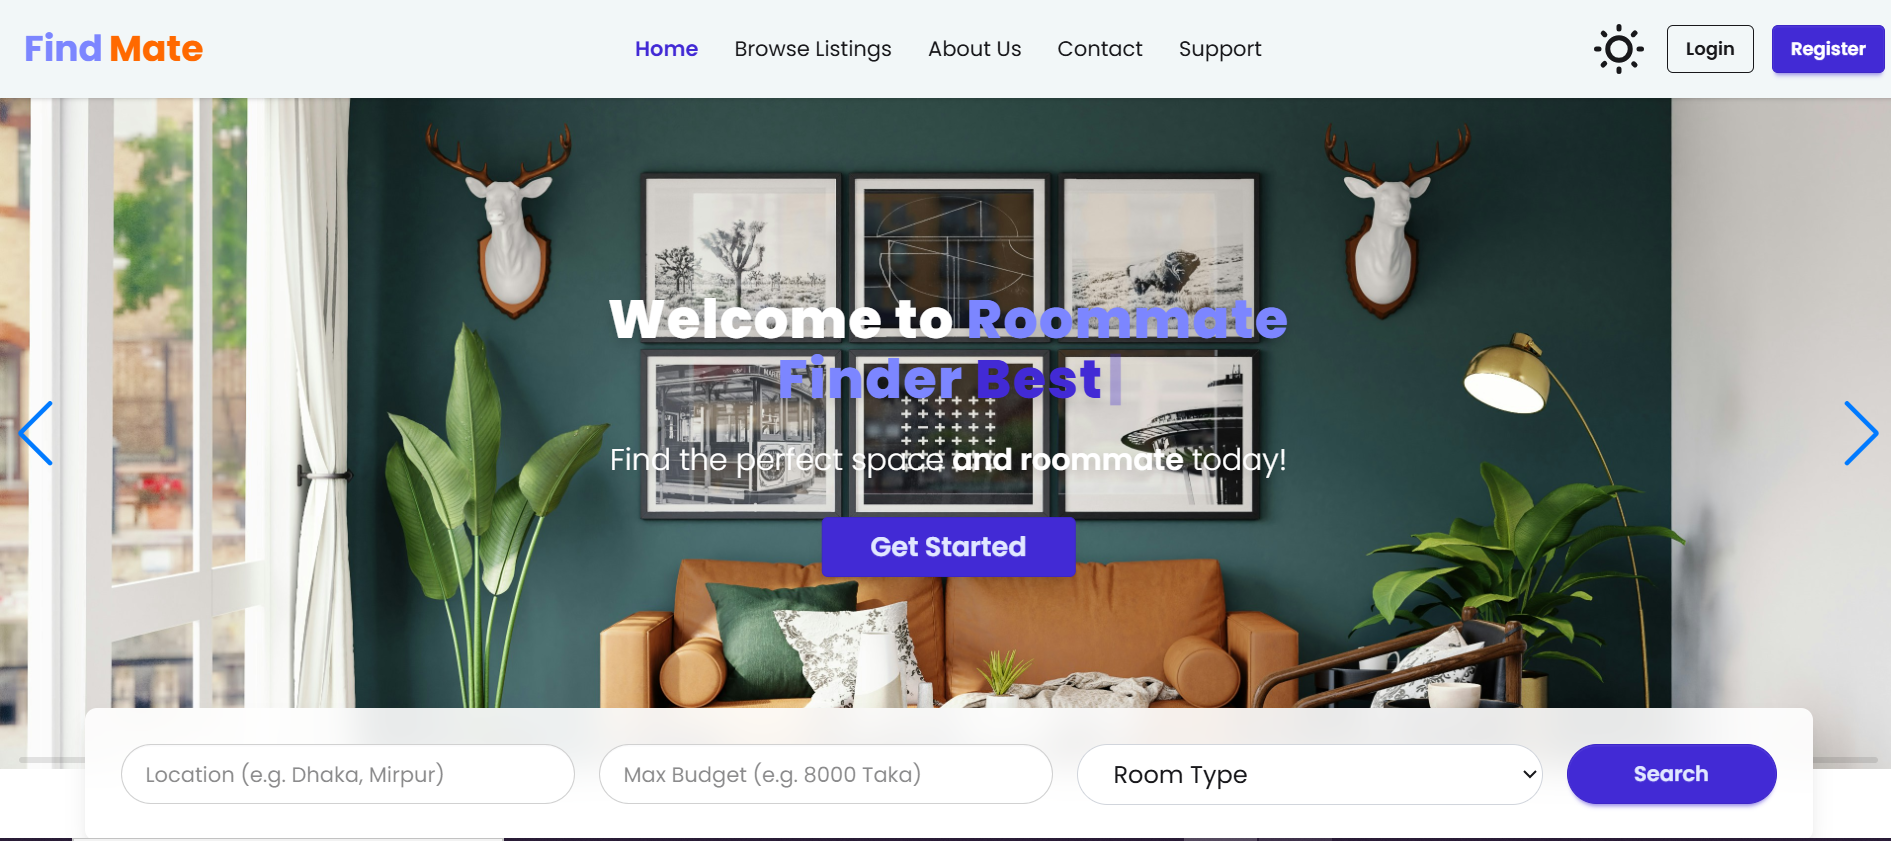 Find Mate
Home
Browse Listings
About Us
Contact
Support
Login
Register
Welcome to Roommate
Finder Best
Find the perfect space and roommate today!
Get Started
Location (e.g. Dhaka, Mirpur)
Max Budget (e.g. 8000 Taka)
Room Type
Search